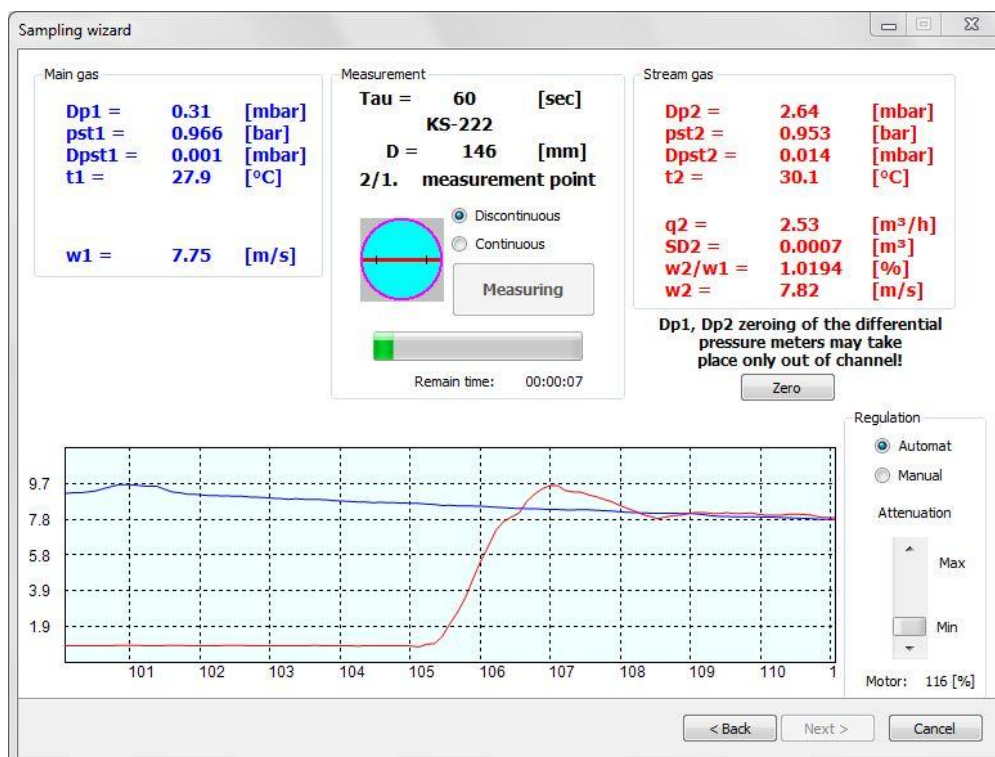 Sampling wizard
Main gas
Dp1 = 0.31 [mbar]
pst1 = 0.966 [bar]
Dpst1 = 0.001 [mbar]
t1 = 27.9 [°C]
w1 = 7.75 [m/s]
Measurement
Tau = 60 [sec]
KS-222
D = 146 [mm]
2/1. measurement point
Discontinuous
Continuous
Measuring
Remain time: 00:00:07
Stream gas
Dp2 = 2.64 [mbar]
pst2 = 0.953 [bar]
Dpst2 = 0.014 [mbar]
t2 = 30.1 [°C]
q2 = 2.53 [m³/h]
SD2 = 0.0007 [m³]
w2/w1 = 1.0194 [%]
w2 = 7.82 [m/s]
Dp1, Dp2 zeroing of the differential
pressure meters may take
place only out of channel!
Zero
9.7
7.8
5.8
3.9
1.9
101 102 103 104 105 106 107 108 109 110 1
Regulation
Automat
Manual
Attenuation
Max
Min
Motor: 116 [%]
< Back Next > Cancel